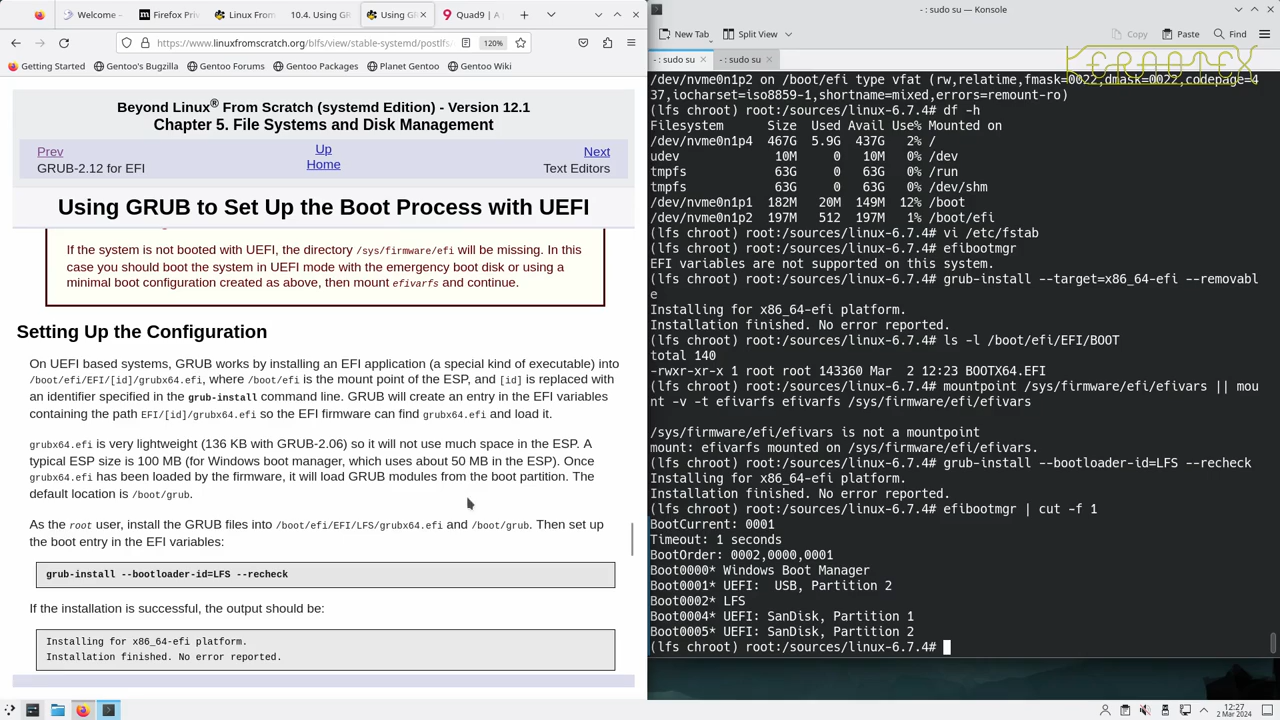 Welcome -
Firefox Priv
Linux From
10.4. Using GR
Using GR
Quad9 | A
https://www.linuxfromscratch.org/blfs/view/stable-systemd/postlfs
120%
Getting Started
Gentoo's Bugzilla
Gentoo Forums
Gentoo Packages
Planet Gentoo
Gentoo Wiki
Beyond Linux® From Scratch (systemd Edition) - Version 12.1
Chapter 5. File Systems and Disk Management
Prev
GRUB-2.12 for EFI
Up
Home
Next
Text Editors
Using GRUB to Set Up the Boot Process with UEFI
If the system is not booted with UEFI, the directory /sys/firmware/efi will be missing. In this
case you should boot the system in UEFI mode with the emergency boot disk or using a
minimal boot configuration created as above, then mount efivarfs and continue.
Setting Up the Configuration
On UEFI based systems, GRUB works by installing an EFI application (a special kind of executable) into
/boot/efi/EFI/[id]/grubx64.efi, where /boot/efi is the mount point of the ESP, and [id] is replaced with
an identifier specified in the grub-install command line. GRUB will create an entry in the EFI variables
containing the path EFI/[id]/grubx64.efi so the EFI firmware can find grubx64.efi and load it.
grubx64.efi is very lightweight (136 KB with GRUB-2.06) so it will not use much space in the ESP. A
typical ESP size is 100 MB (for Windows boot manager, which uses about 50 MB in the ESP). Once
grubx64.efi has been loaded by the firmware, it will load GRUB modules from the boot partition. The
default location is /boot/grub.
As the root user, install the GRUB files into /boot/efi/EFI/LFS/grubx64.efi and /boot/grub. Then set up
the boot entry in the EFI variables:
grub-install --bootloader-id=LFS --recheck
If the installation is successful, the output should be:
Installing for x86_64-efi platform.
Installation finished. No error reported.
- : sudo su — Konsole
New Tab
Split View
Copy
Paste
Find
- : sudo su
- : sudo su
KERNOTEX
/dev/nvme0n1p2 on /boot/efi type vfat (rw,relatime,fmask=0022,dmask=0022,codepage=4
37,iocharset=iso8859-1,shortname=mixed,errors=remount-ro)
(lfs chroot) root:/sources/linux-6.7.4# df -h
Filesystem      Size  Used Avail Use% Mounted on
/dev/nvme0n1p4  467G  5.9G  437G   2% /
udev             10M     0   10M   0% /dev
tmpfs            63G     0   63G   0% /run
tmpfs            63G     0   63G   0% /dev/shm
/dev/nvme0n1p1  182M   20M  149M  12% /boot
/dev/nvme0n1p2  197M   512  197M   1% /boot/efi
(lfs chroot) root:/sources/linux-6.7.4# vi /etc/fstab
(lfs chroot) root:/sources/linux-6.7.4# efibootmgr
EFI variables are not supported on this system.
(lfs chroot) root:/sources/linux-6.7.4# grub-install --target=x86_64-efi --removabl
e
Installing for x86_64-efi platform.
Installation finished. No error reported.
(lfs chroot) root:/sources/linux-6.7.4# ls -l /boot/efi/EFI/BOOT
total 140
-rwxr-xr-x 1 root root 143360 Mar  2 12:23 BOOTX64.EFI
(lfs chroot) root:/sources/linux-6.7.4# mountpoint /sys/firmware/efi/efivars || mou
nt -v -t efivarfs efivarfs /sys/firmware/efi/efivars
/sys/firmware/efi/efivars is not a mountpoint
mount: efivarfs mounted on /sys/firmware/efi/efivars.
(lfs chroot) root:/sources/linux-6.7.4# grub-install --bootloader-id=LFS --recheck
Installing for x86_64-efi platform.
Installation finished. No error reported.
(lfs chroot) root:/sources/linux-6.7.4# efibootmgr | cut -f 1
BootCurrent: 0001
Timeout: 1 seconds
BootOrder: 0002,0000,0001
Boot0000* Windows Boot Manager
Boot0001* UEFI:  USB, Partition 2
Boot0002* LFS
Boot0004* UEFI: SanDisk, Partition 1
Boot0005* UEFI: SanDisk, Partition 2
(lfs chroot) root:/sources/linux-6.7.4#
12:27
2 Mar 2024